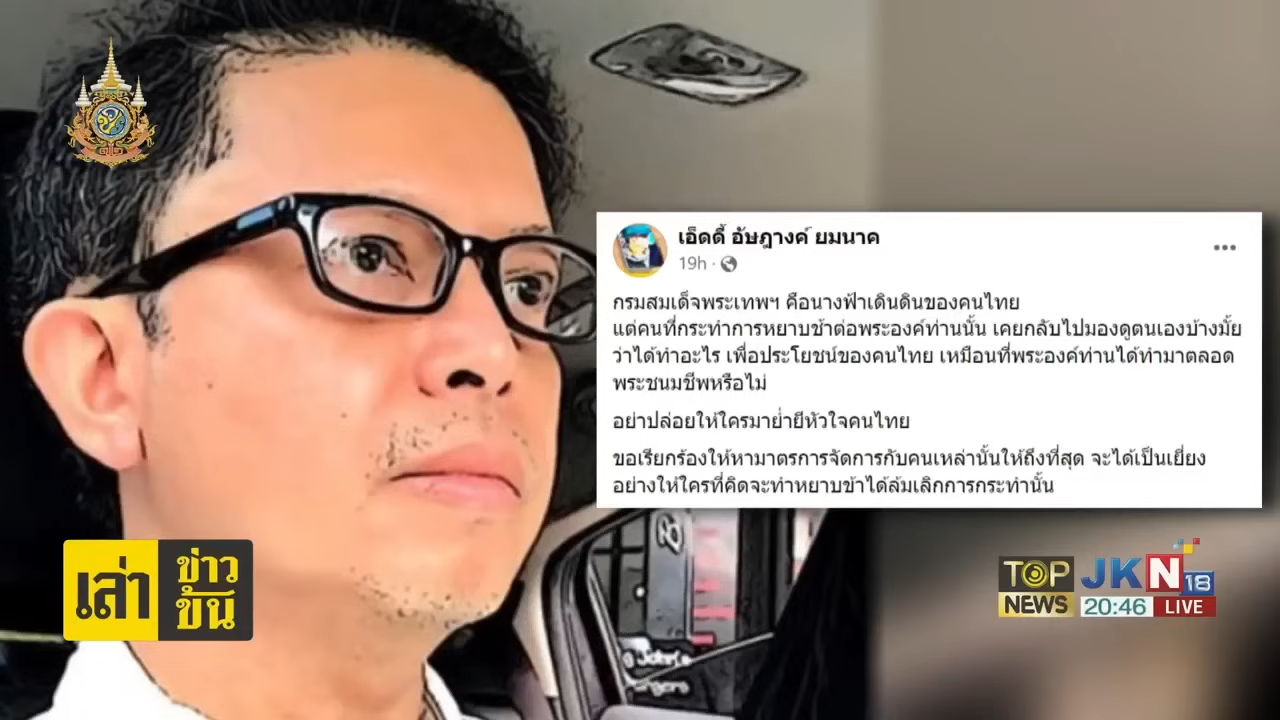 เอ็ดดี้ อัษฎางค์ ยมนาค
19h
กรมสมเด็จพระเทพฯ คือนางฟ้าเดินดินของคนไทย
แต่คนที่กระทำการหยาบช้าต่อพระองค์ท่านนั้น เคยกลับไปมองดูตนเองบ้างมั้ย
ว่าได้ทำอะไร เพื่อประโยชน์ของคนไทย เหมือนที่พระองค์ท่านได้ทำมาตลอด
พระชนมชีพหรือไม่
อย่าปล่อยให้ใครมาย่ำยีหัวใจคนไทย
ขอเรียกร้องให้หามาตรการจัดการกับคนเหล่านั้นให้ถึงที่สุด จะได้เป็นเยี่ยง
อย่างให้ใครที่คิดจะทำหยาบช้าได้ล้มเลิกการกระทำนั้น
เล่า
ข่าว
ข้น
TOP
NEWS
JKN 18
20:46 LIVE